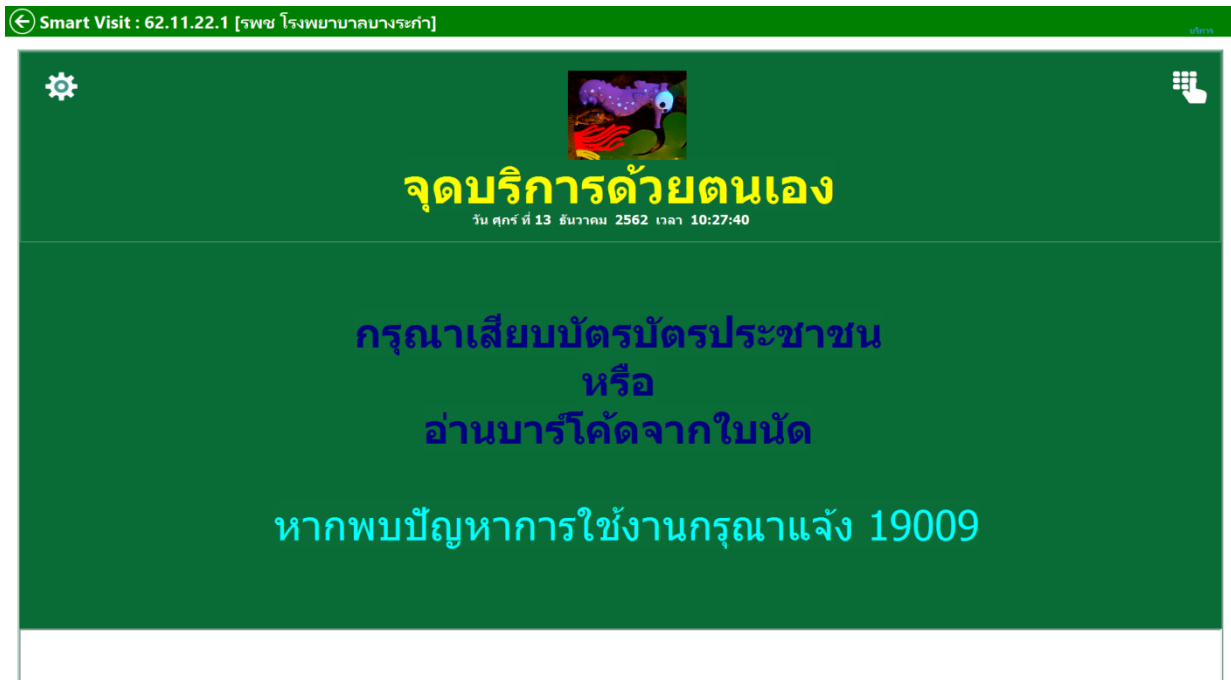 Smart Visit : 62.11.22.1 [รพช โรงพยาบาลบางระกำ]
บริการ
จุดบริการด้วยตนเอง
วัน ศุกร์ ที่ 13 ธันวาคม 2562 เวลา 10:27:40
กรุณาเสียบบัตรบัตรประชาชน
หรือ
อ่านบาร์โค้ดจากใบนัด
หากพบปัญหาการใช้งานกรุณาแจ้ง 19009